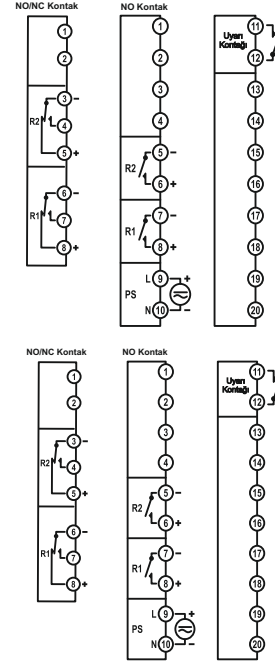 NO/NC Kontak
1
2
3 −
R2
4
5 +
6 −
R1
7
8 +
NO Kontak
1
2
3
4
5 −
R2
6 +
7 −
R1
8 +
L 9 +
PS
N 10 −
11
Uyarı
Kontağı
12
13
14
15
16
17
18
19
20
NO/NC Kontak
1
2
3 −
R2
4
5 +
6 −
R1
7
8 +
NO Kontak
1
2
3
4
5 −
R2
6 +
7 −
R1
8 +
L 9 +
PS
N 10 −
11
Uyarı
Kontağı
12
13
14
15
16
17
18
19
20